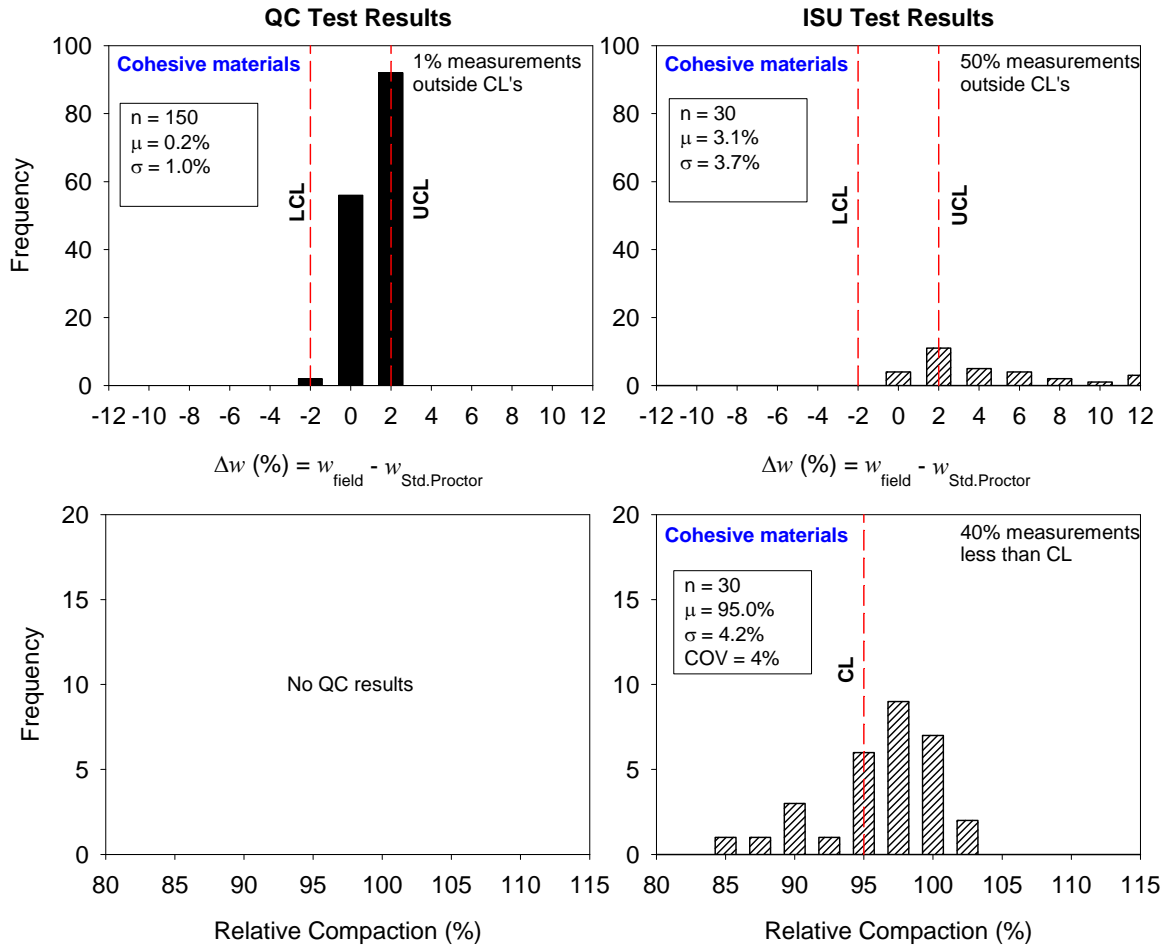 QC Test Results
ISU Test Results
100
80
60
40
20
0
Frequency
Cohesive materials
1% measurements
outside CL's
n = 150
μ = 0.2%
σ = 1.0%
LCL
UCL
-12 -10 -8 -6 -4 -2 0 2 4 6 8 10 12
Δw (%) = w field - w Std.Proctor
100
80
60
40
20
0
Cohesive materials
50% measurements
outside CL's
n = 30
μ = 3.1%
σ = 3.7%
LCL
UCL
-12 -10 -8 -6 -4 -2 0 2 4 6 8 10 12
Δw (%) = w field - w Std.Proctor
20
15
10
5
0
Frequency
No QC results
80 85 90 95 100 105 110 115
Relative Compaction (%)
20
15
10
5
0
Cohesive materials
40% measurements
less than CL
n = 30
μ = 95.0%
σ = 4.2%
COV = 4%
CL
80 85 90 95 100 105 110 115
Relative Compaction (%)